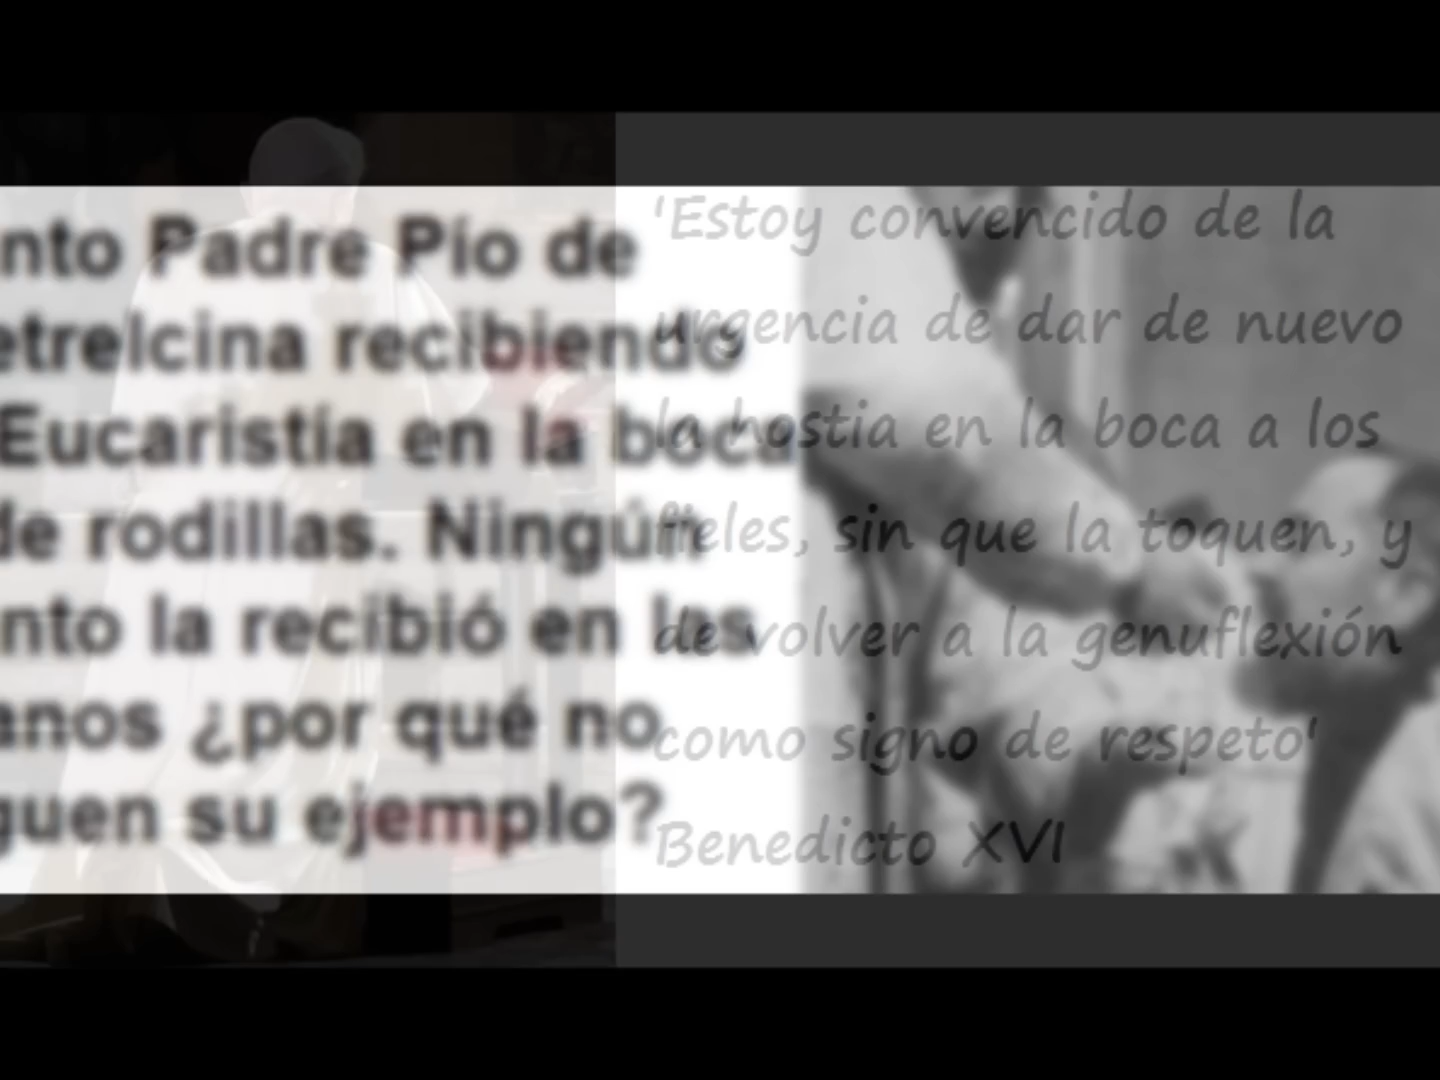 nto Padre Pío de
etrelcina recibiendo
Eucaristía en la boca
de rodillas. Ningún
nto la recibió en las
anos ¿por qué no
guen su ejemplo?
'Estoy convencido de la
urgencia de dar de nuevo
la hostia en la boca a los
fieles, sin que la toquen, y
de volver a la genuflexión
como signo de respeto'
Benedicto XVI